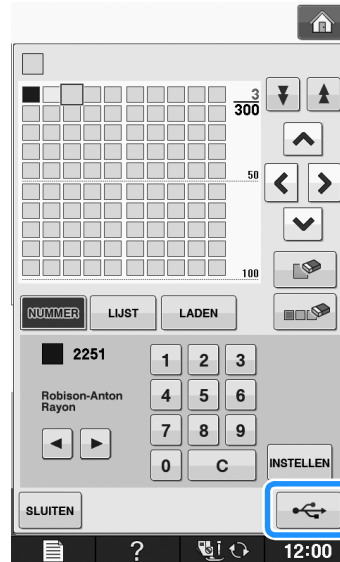 3
300
50
100
NUMMER LIJST LADEN
2251
Robison-Anton
Rayon
1 2 3
4 5 6
7 8 9
0 C
INSTELLEN
SLUITEN
? 12:00